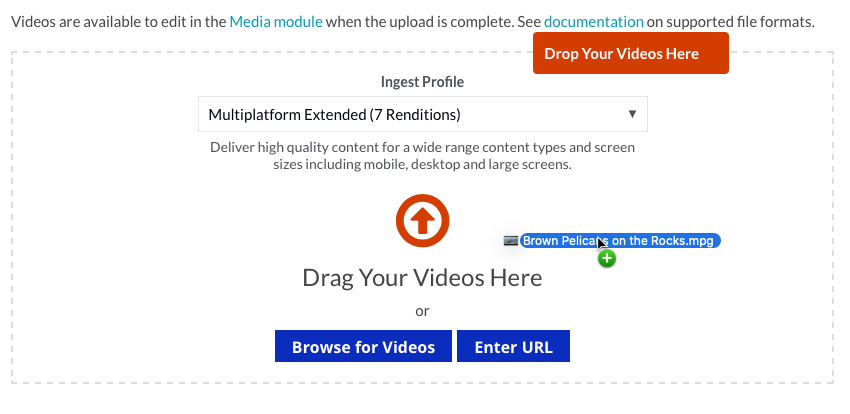 Videos are available to edit in the Media module when the upload is complete. See documentation on supported file formats.
Drop Your Videos Here
Ingest Profile
Multiplatform Extended (7 Renditions)
Deliver high quality content for a wide range content types and screen
sizes including mobile, desktop and large screens.
Brown Pelicans on the Rocks.mpg
Drag Your Videos Here
or
Browse for Videos
Enter URL